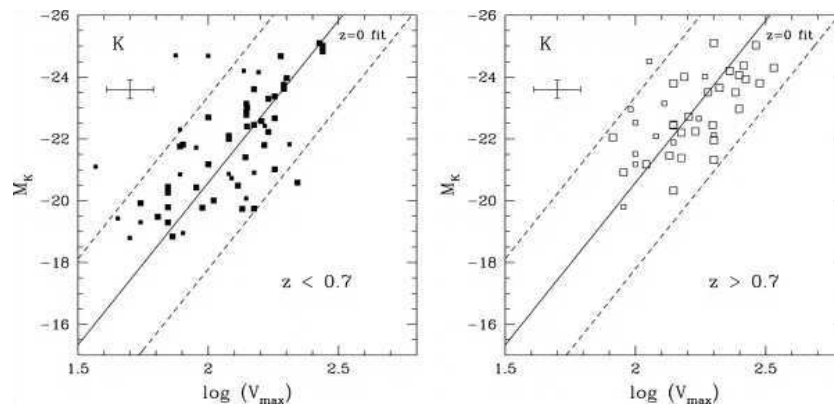 -26
-24
-22
-20
-18
-16
M_K
K
z=0 fit
z < 0.7
1.5
2
2.5
log (V_max)
-26
-24
-22
-20
-18
-16
M_K
K
z=0 fit
z > 0.7
1.5
2
2.5
log (V_max)